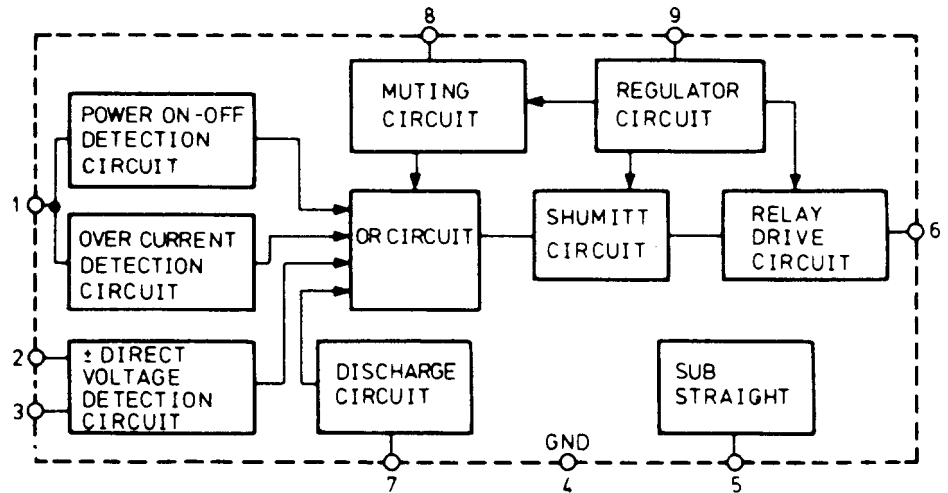 8
9
MUTING
CIRCUIT
REGULATOR
CIRCUIT
POWER ON-OFF
DETECTION
CIRCUIT
1
OVER CURRENT
DETECTION
CIRCUIT
OR CIRCUIT
SHUMITT
CIRCUIT
RELAY
DRIVE
CIRCUIT
6
2
3
± DIRECT
VOLTAGE
DETECTION
CIRCUIT
DISCHARGE
CIRCUIT
SUB
STRAIGHT
GND
7
4
5